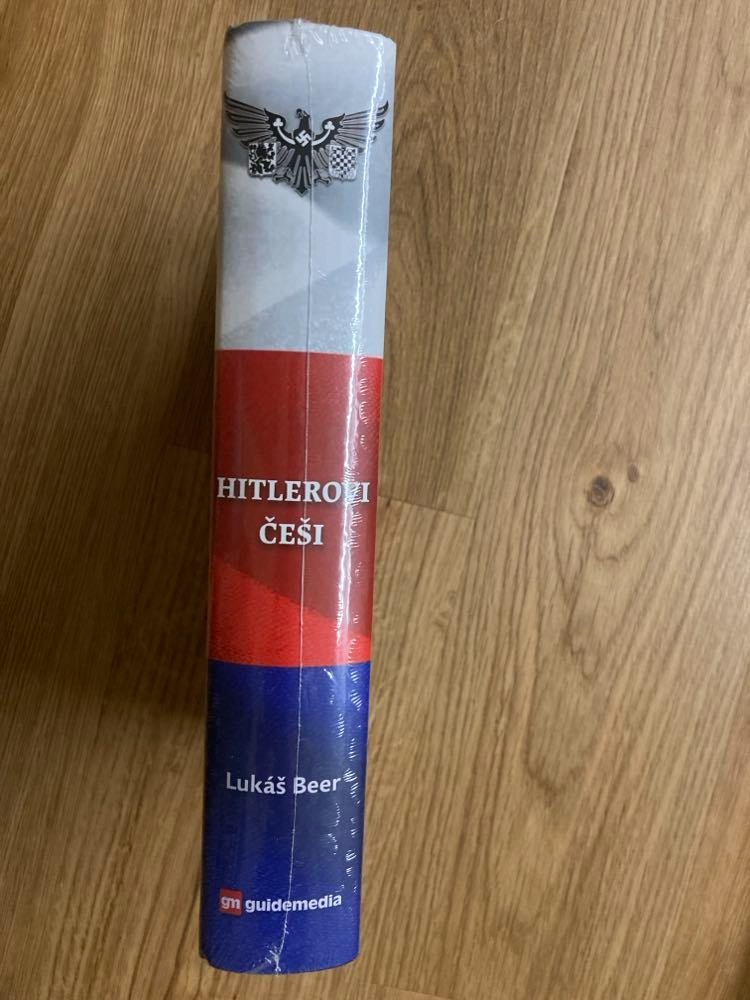 HITLEROVI
ČEŠI
Lukáš Beer
gm guidemedia